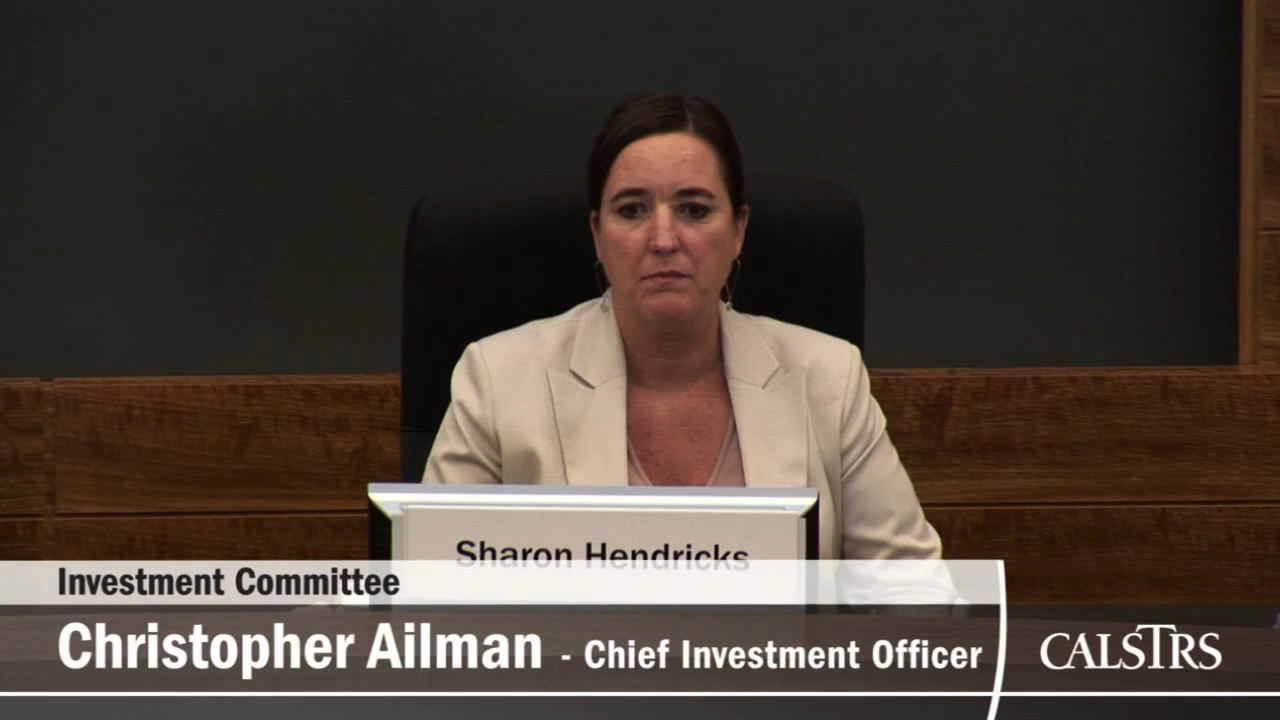 Sharon Hendricks
Investment Committee
Christopher Ailman - Chief Investment Officer
CALSTRS